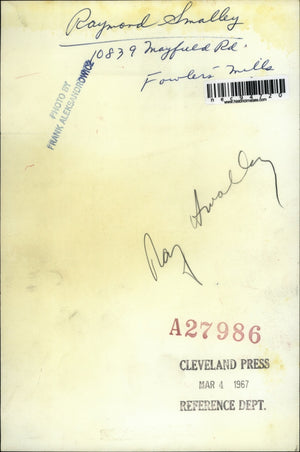 Raymond Smalley
10839 Mayfield Rd.
Fowlers Mills
PHOTO BY
FRANK ALEKSANDROWICZ
Ray Smalley
A27986
CLEVELAND PRESS
MAR 4 1967
REFERENCE DEPT.